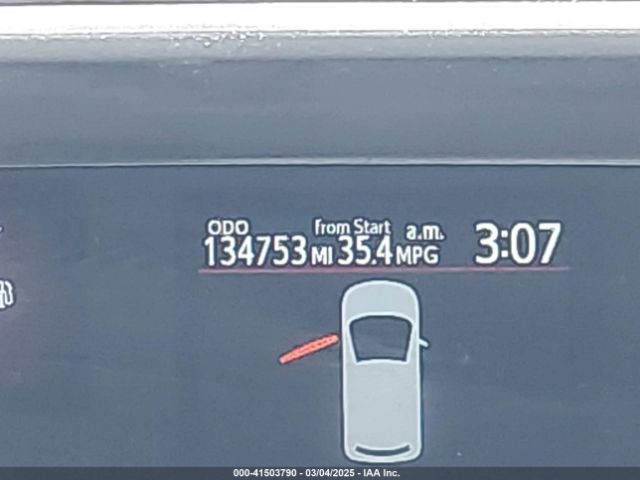 ODO from Start a.m. 3:07
134753 MI 35.4 MPG
000-41503790 - 03/04/2025 - IAA Inc.